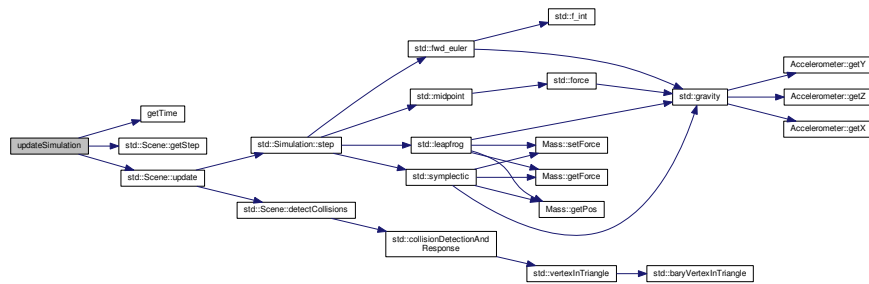 updateSimulation
getTime
std::Scene::getStep
std::Scene::update
std::Simulation::step
std::Scene::detectCollisions
std::fwd_euler
std::midpoint
std::leapfrog
std::symplectic
std::collisionDetectionAnd
Response
std::f_int
std::force
Mass::setForce
Mass::getForce
Mass::getPos
std::vertexInTriangle
std::gravity
std::baryVertexInTriangle
Accelerometer::getY
Accelerometer::getZ
Accelerometer::getX